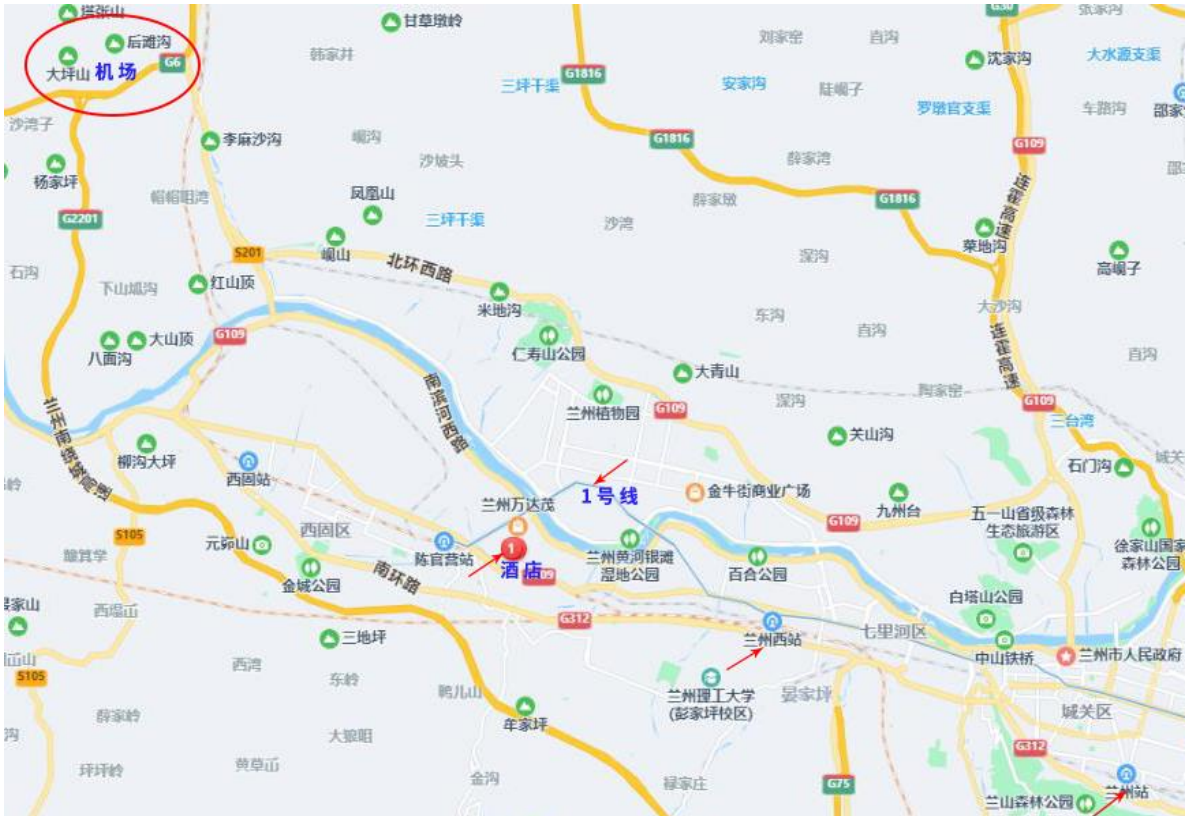 塔张山
甘草墩岭
G30
张家沟
后滩沟
大坪山
机场
G6
韩家井
刘家窑
直沟
沈家沟
大水源支渠
三坪干渠
G1816
安家沟
陡岘子
罗墩官支渠
车路沟
沙湾子
李麻沙沟
岘沟
沙坡头
G1816
G109
薛家湾
连霍高速
杨家坪
帽帽咀湾
凤凰山
三坪干渠
沙湾
薛家墩
G1816
G2201
S201
岘山
北环西路
深沟
菜地沟
高岘子
石沟
下山坬沟
红山顶
米地沟
东沟
大沙沟
八面沟
大山顶
G109
仁寿山公园
直沟
连霍高速
直沟
南滨河西路
大青山
陶家窑
兰州植物园
G109
深沟
G109
三台湾
兰州南绕城高速
柳沟大坪
西固站
关山沟
石门沟
1号线
金牛街商业广场
九州台
五一山省级森林
生态旅游区
兰州万达茂
G109
S105
元峁山
西固区
陈官营站
1
酒店
G109
兰州黄河银滩
湿地公园
百合公园
徐家山国家
森林公园
金城公园
南环路
G312
白塔山公园
兰州西站
七里河区
中山铁桥
兰州市人民政府
三地坪
西湾
东岭
鸭儿山
兰州理工大学
(彭家坪校区)
晏家坪
S105
薛家岭
大狼咀
牟家坪
城关区
坪坪岭
金沟
禄家庄
G75
G312
兰州站
兰山森林公园